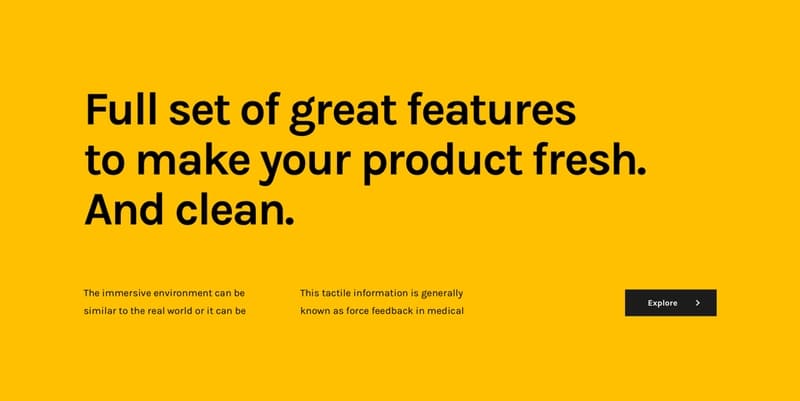 Full set of great features
to make your product fresh.
And clean.
The immersive environment can be
similar to the real world or it can be
This tactile information is generally
known as force feedback in medical
Explore